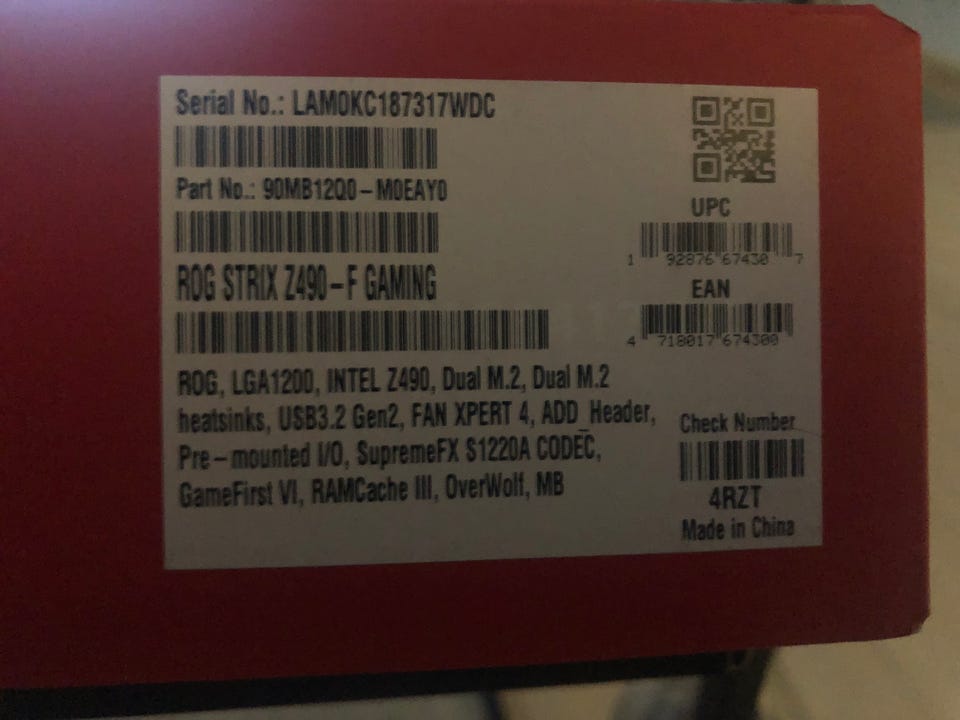 Serial No.: LAM0KC187317WDC
Part No.: 90MB12Q0-M0EAY0
ROG STRIX Z490-F GAMING
ROG, LGA1200, INTEL Z490, Dual M.2, Dual M.2
heatsinks, USB3.2 Gen2, FAN XPERT 4, ADD_Header,
Pre-mounted I/O, SupremeFX S1220A CODEC,
GameFirst VI, RAMCache III, OverWolf, MB
UPC
1 92876 67430 7
EAN
4 718017 674300
Check Number
4RZT
Made in China